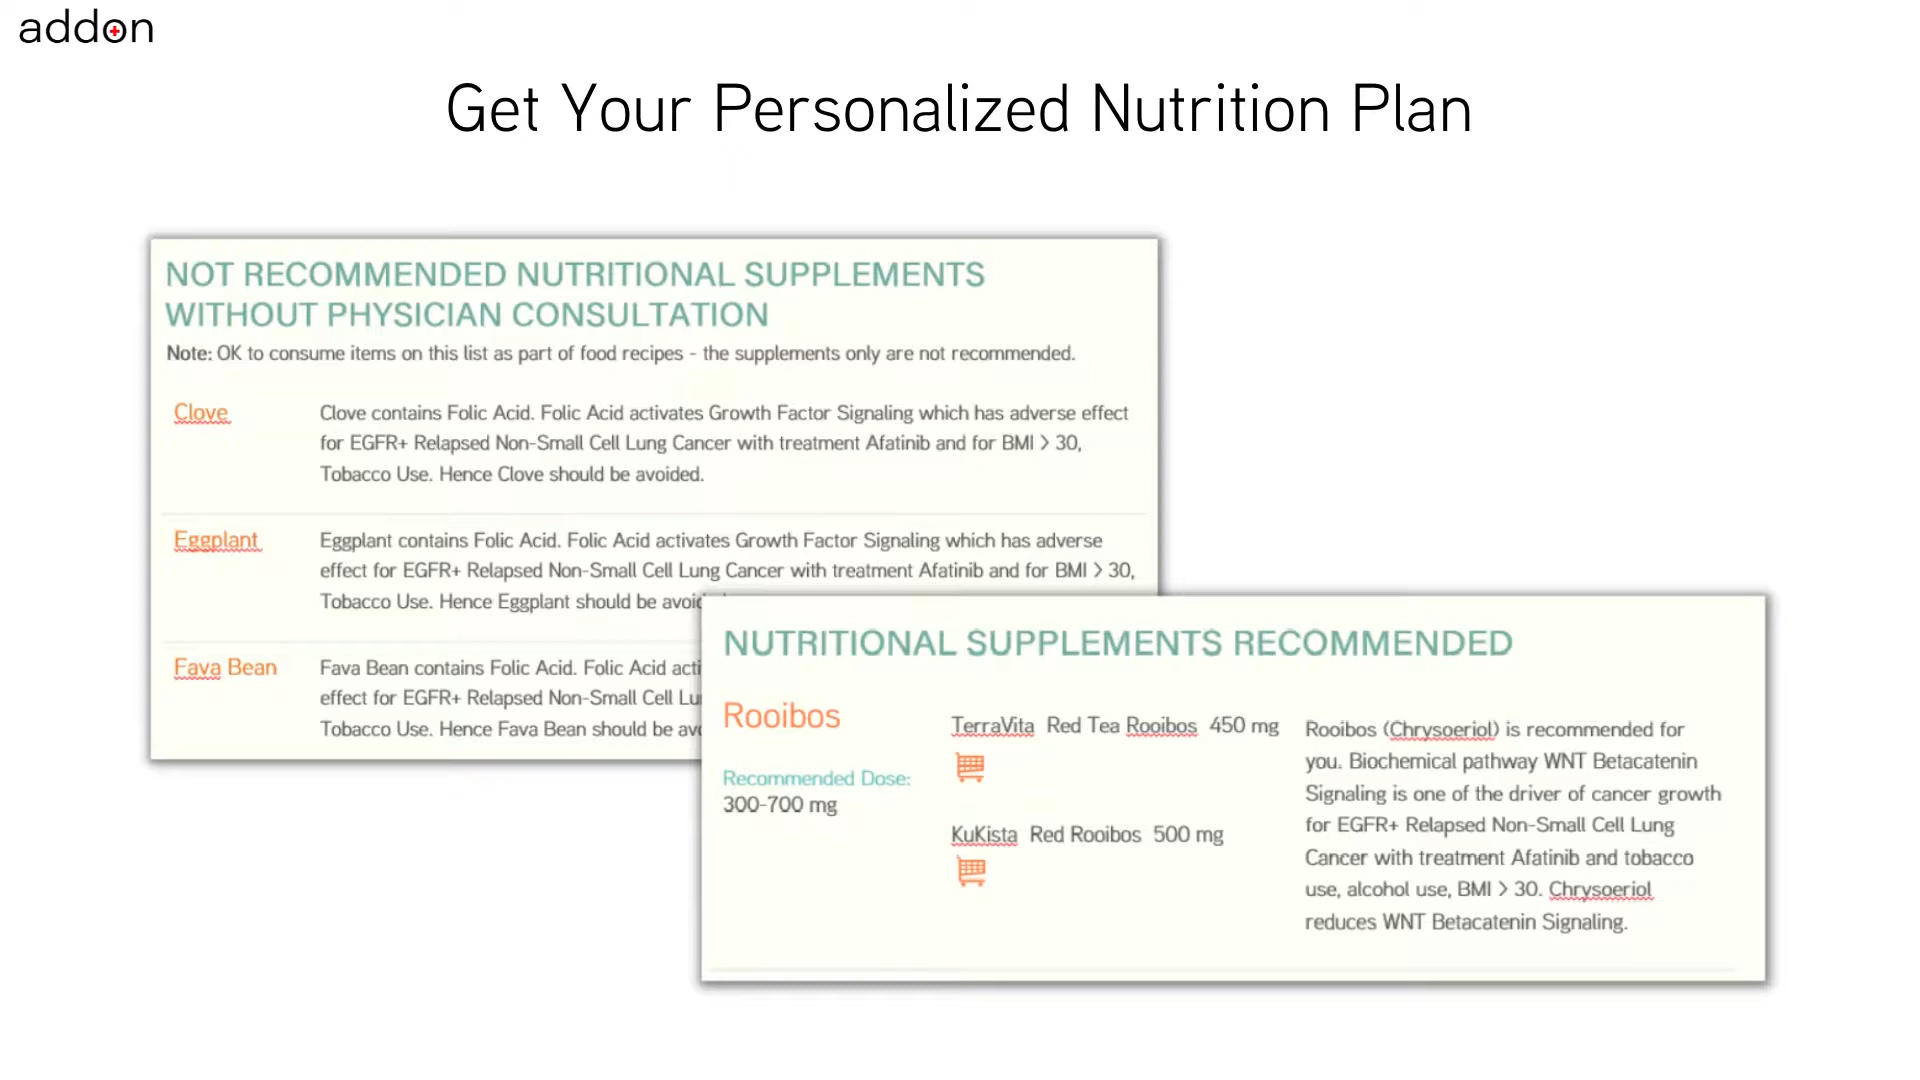 addon
Get Your Personalized Nutrition Plan
NOT RECOMMENDED NUTRITIONAL SUPPLEMENTS
WITHOUT PHYSICIAN CONSULTATION
Note: OK to consume items on this list as part of food recipes - the supplements only are not recommended.
Clove
Clove contains Folic Acid. Folic Acid activates Growth Factor Signaling which has adverse effect
for EGFR+ Relapsed Non-Small Cell Lung Cancer with treatment Afatinib and for BMI > 30,
Tobacco Use. Hence Clove should be avoided.
Eggplant
Eggplant contains Folic Acid. Folic Acid activates Growth Factor Signaling which has adverse
effect for EGFR+ Relapsed Non-Small Cell Lung Cancer with treatment Afatinib and for BMI > 30,
Tobacco Use. Hence Eggplant should be
Fava Bean
Fava Bean contains Folic Acid. Folic Acid
effect for EGFR+ Relapsed Non-Small Cell
Tobacco Use. Hence Fava Bean should be
NUTRITIONAL SUPPLEMENTS RECOMMENDED
Rooibos
Recommended Dose:
300-700 mg
TerraVita Red Tea Rooibos 450 mg
KuKista Red Rooibos 500 mg
Rooibos (Chrysoeriol) is recommended for
you. Biochemical pathway WNT Betacatenin
Signaling is one of the driver of cancer growth
for EGFR+ Relapsed Non-Small Cell Lung
Cancer with treatment Afatinib and tobacco
use, alcohol use, BMI > 30. Chrysoeriol
reduces WNT Betacatenin Signaling.